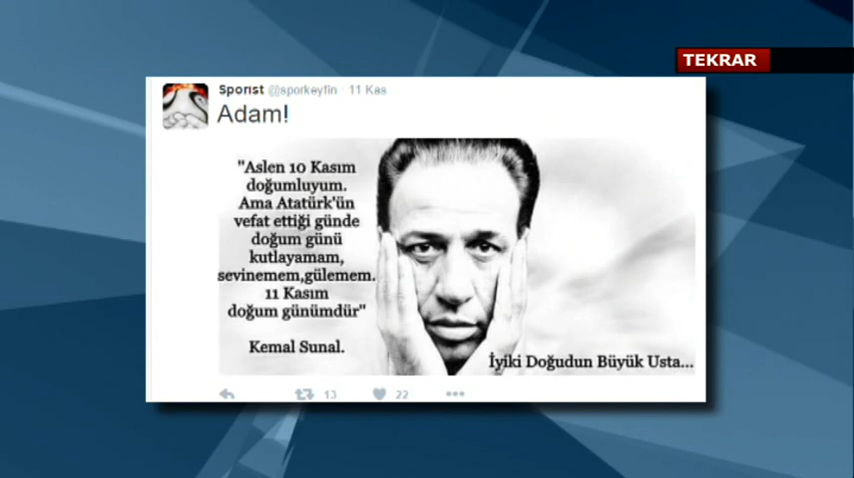 TEKRAR
Sporıst @sporkeyfin 11 Kas
Adam!
"Aslen 10 Kasım
doğumluyum.
Ama Atatürk'ün
vefat ettiği günde
doğum günü
kutlayamam,
sevinemem,gülemem.
11 Kasım
doğum günümdür"
Kemal Sunal.
İyiki Doğudun Büyük Usta...
13 22